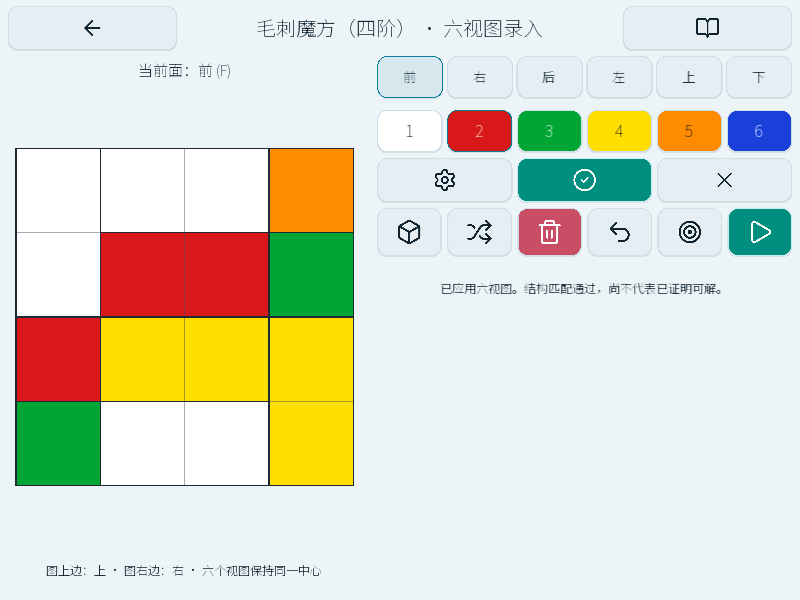 毛刺魔方（四阶） · 六视图录入
当前面：前 (F)
前 右 后 左 上 下
1 2 3 4 5 6
已应用六视图。结构匹配通过，尚不代表已证明可解。
图上边：上 · 图右边：右 · 六个视图保持同一中心